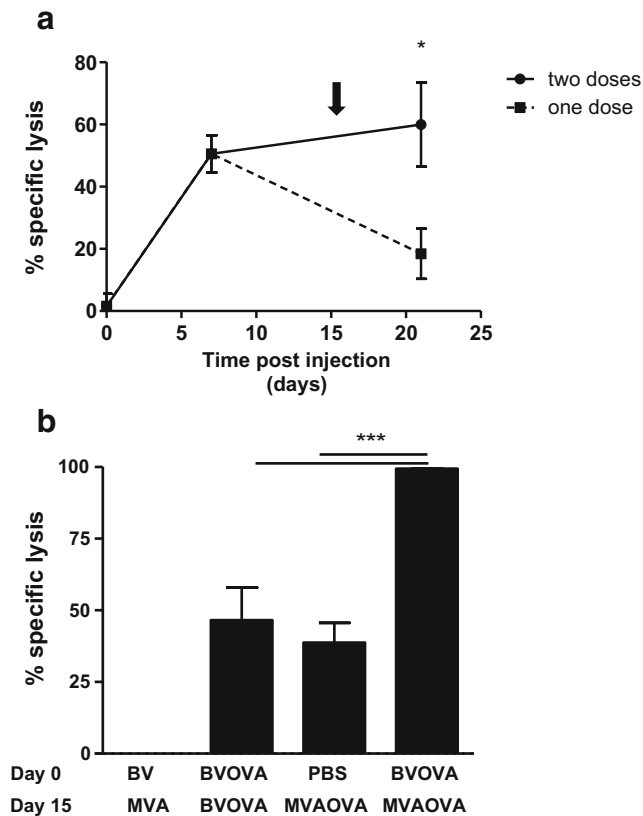 a
*
80
60
40
20
0
% specific lysis
0 5 10 15 20 25
Time post injection
(days)
two doses
one dose
b
***
100
75
50
25
0
% specific lysis
Day 0 BV BVOVA PBS BVOVA
Day 15 MVA BVOVA MVAOVA MVAOVA